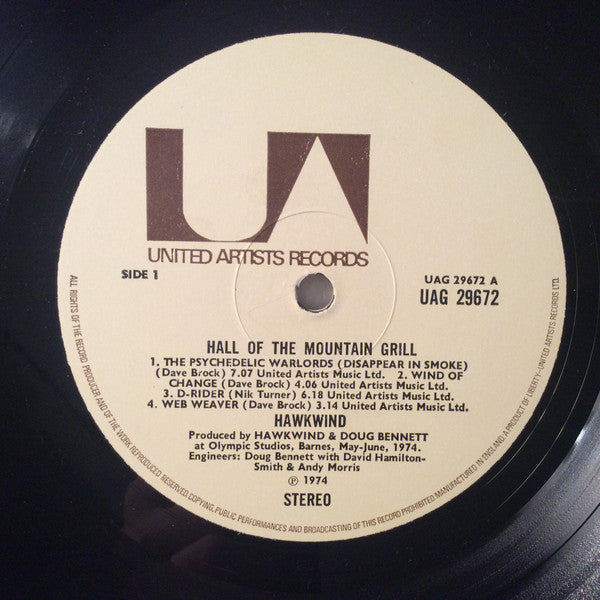 UA
UNITED ARTISTS RECORDS
SIDE 1
UAG 29672 A
UAG 29672
HALL OF THE MOUNTAIN GRILL
1. THE PSYCHEDELIC WARLORDS (DISAPPEAR IN SMOKE)
(Dave Brock) 7.07 United Artists Music Ltd. 2. WIND OF
CHANGE (Dave Brock) 4.06 United Artists Music Ltd.
3. D-RIDER (Nik Turner) 6.18 United Artists Music Ltd.
4. WEB WEAVER (Dave Brock) 3.14 United Artists Music Ltd.
HAWKWIND
Produced by HAWKWIND & DOUG BENNETT
at Olympic Studios, Barnes, May-June, 1974.
Engineers: Doug Bennett with David Hamilton-
Smith & Andy Morris
℗ 1974
STEREO
ALL RIGHTS OF THE RECORD PRODUCER AND OF THE WORK REPRODUCED RESERVED. COPYING, PUBLIC PERFORMANCES AND BROADCASTING OF THIS RECORD PROHIBITED. MANUFACTURED IN ENGLAND. A PRODUCT OF LIBERTY-UNITED ARTISTS RECORDS LTD.